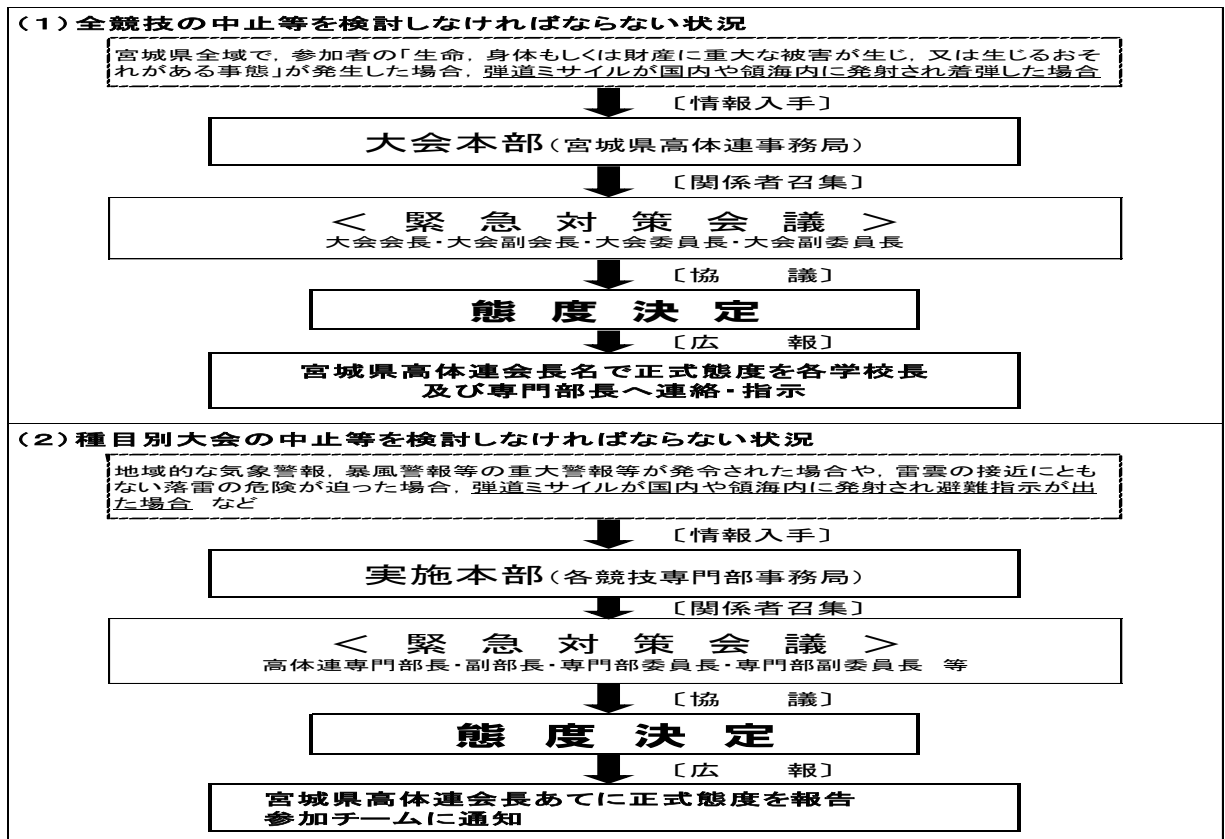 (1)全競技の中止等を検討しなければならない状況
宮城県全域で，参加者の「生命，身体もしくは財産に重大な被害が生じ，又は生じるおそ
れがある事態」が発生した場合，弾道ミサイルが国内や領海内に発射され着弾した場合
〔情報入手〕
大会本部（宮城県高体連事務局）
〔関係者召集〕
＜ 緊 急 対 策 会 議 ＞
大会会長・大会副会長・大会委員長・大会副委員長
〔協　　議〕
態 度 決 定
〔広　　報〕
宮城県高体連会長名で正式態度を各学校長
及び専門部長へ連絡・指示
(2)種目別大会の中止等を検討しなければならない状況
地域的な気象警報，暴風警報等の重大警報等が発令された場合や，雷雲の接近にとも
ない落雷の危険が迫った場合，弾道ミサイルが国内や領海内に発射され避難指示が出
た場合　など
〔情報入手〕
実施本部（各競技専門部事務局）
〔関係者召集〕
＜ 緊 急 対 策 会 議 ＞
高体連専門部長・副部長・専門部委員長・専門部副委員長　等
〔協　　議〕
態 度 決 定
〔広　　報〕
宮城県高体連会長あてに正式態度を報告
参加チームに通知